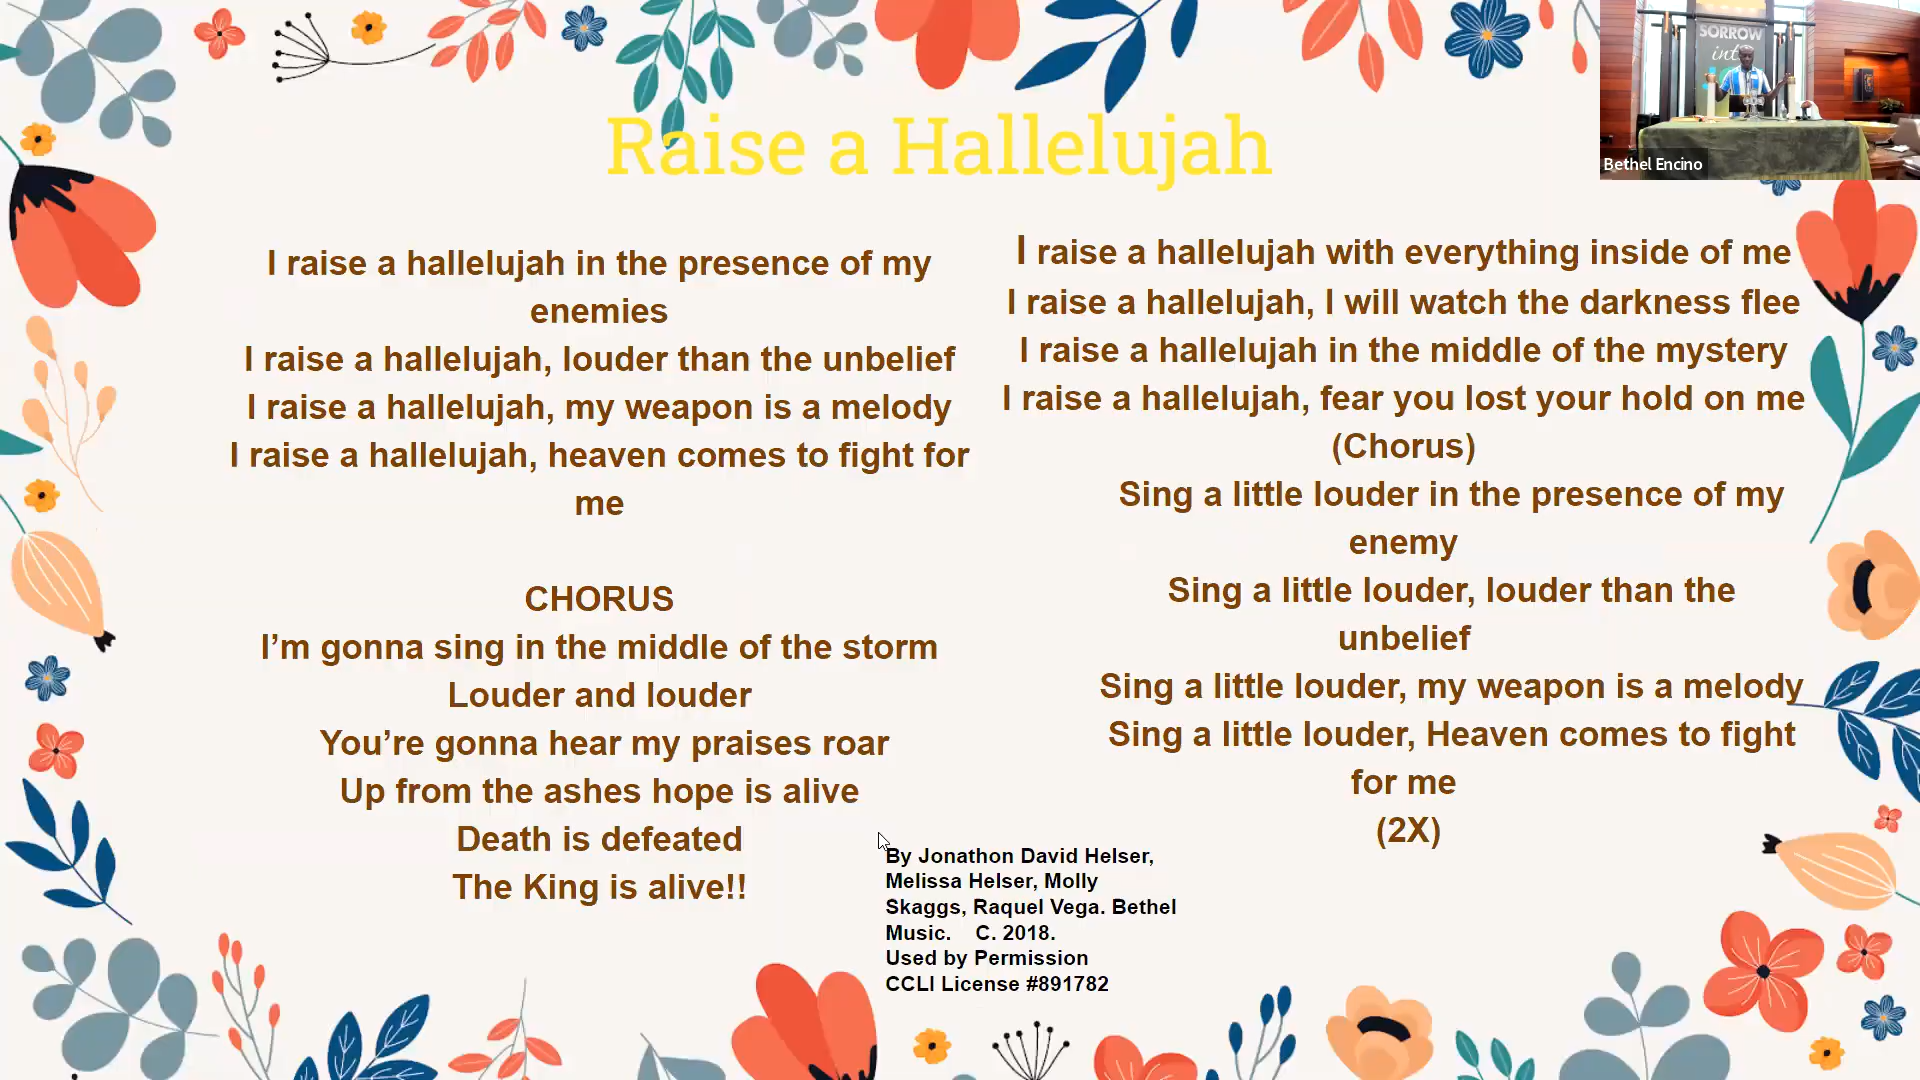 Raise a Hallelujah
SORROW
into
Bethel Encino
I raise a hallelujah in the presence of my
enemies
I raise a hallelujah, louder than the unbelief
I raise a hallelujah, my weapon is a melody
I raise a hallelujah, heaven comes to fight for
me
CHORUS
I’m gonna sing in the middle of the storm
Louder and louder
You’re gonna hear my praises roar
Up from the ashes hope is alive
Death is defeated
The King is alive!!
I raise a hallelujah with everything inside of me
I raise a hallelujah, I will watch the darkness flee
I raise a hallelujah in the middle of the mystery
I raise a hallelujah, fear you lost your hold on me
(Chorus)
Sing a little louder in the presence of my
enemy
Sing a little louder, louder than the
unbelief
Sing a little louder, my weapon is a melody
Sing a little louder, Heaven comes to fight
for me
(2X)
By Jonathon David Helser,
Melissa Helser, Molly
Skaggs, Raquel Vega. Bethel
Music. C. 2018.
Used by Permission
CCLI License #891782